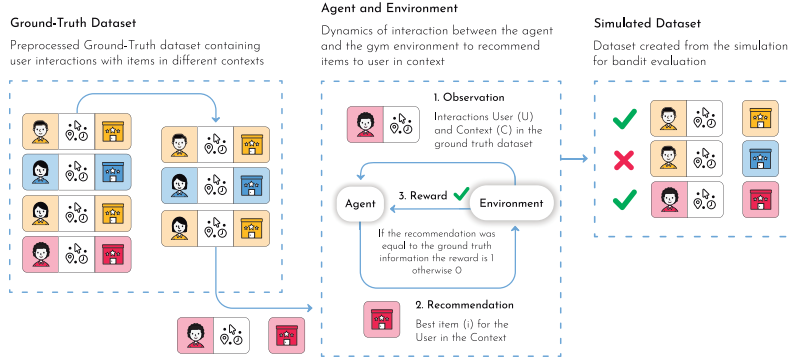 Ground-Truth Dataset
Preprocessed Ground-Truth dataset containing
user interactions with items in different contexts
Agent and Environment
Dynamics of interaction between the agent
and the gym environment to recommend
items to user in context
1. Observation
Interactions User (U)
and Context (C) in the
ground truth dataset
Agent
3. Reward
Environment
If the recommendation was
equal to the ground truth
information the reward is 1
otherwise 0
2. Recommendation
Best item (i) for the
User in the Context
Simulated Dataset
Dataset created from the simulation
for bandit evaluation